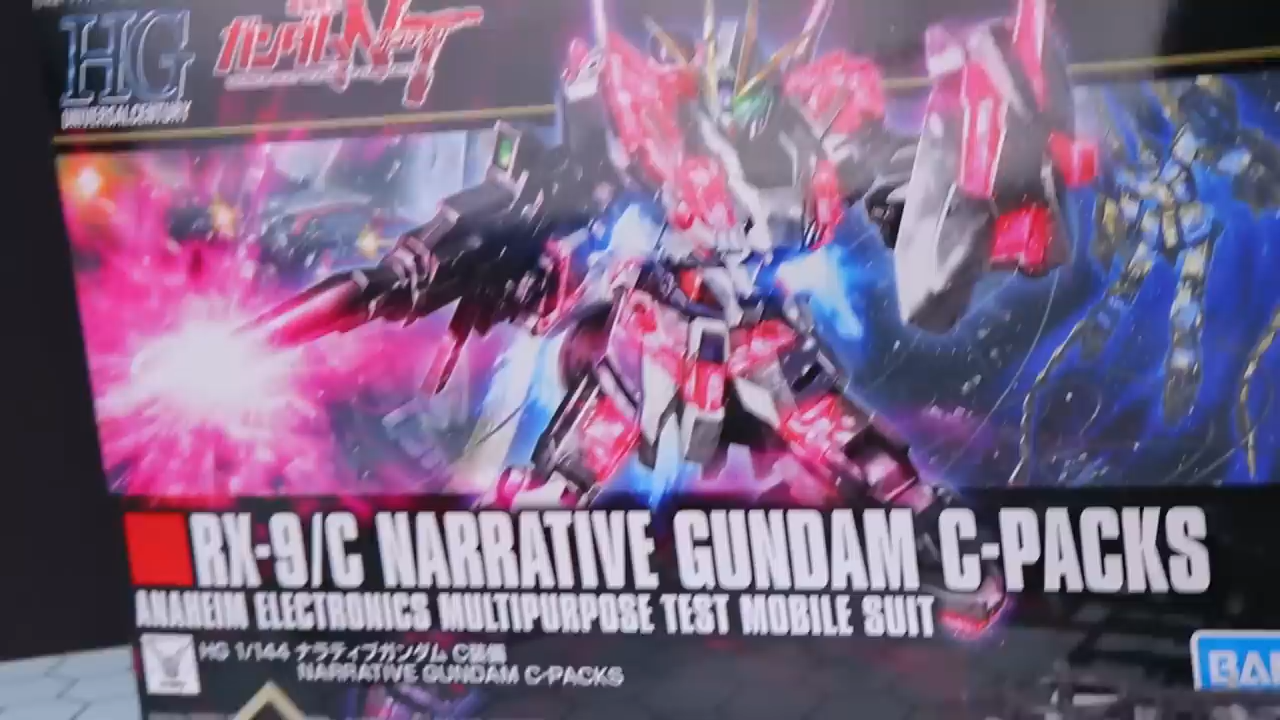 HG
UNIVERSAL CENTURY
ガンダムNT
RX-9/C NARRATIVE GUNDAM C-PACKS
ANAHEIM ELECTRONICS MULTIPURPOSE TEST MOBILE SUIT
HG 1/144 ナラティブガンダム C装備
NARRATIVE GUNDAM C-PACKS
BAN